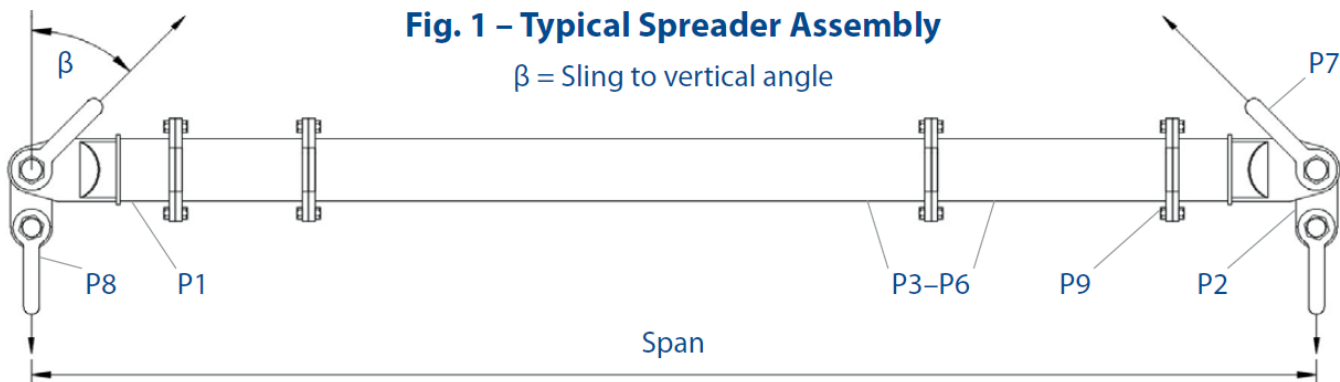 Fig. 1 – Typical Spreader Assembly
β
β = Sling to vertical angle
P7
P8
P1
P3–P6
P9
P2
Span